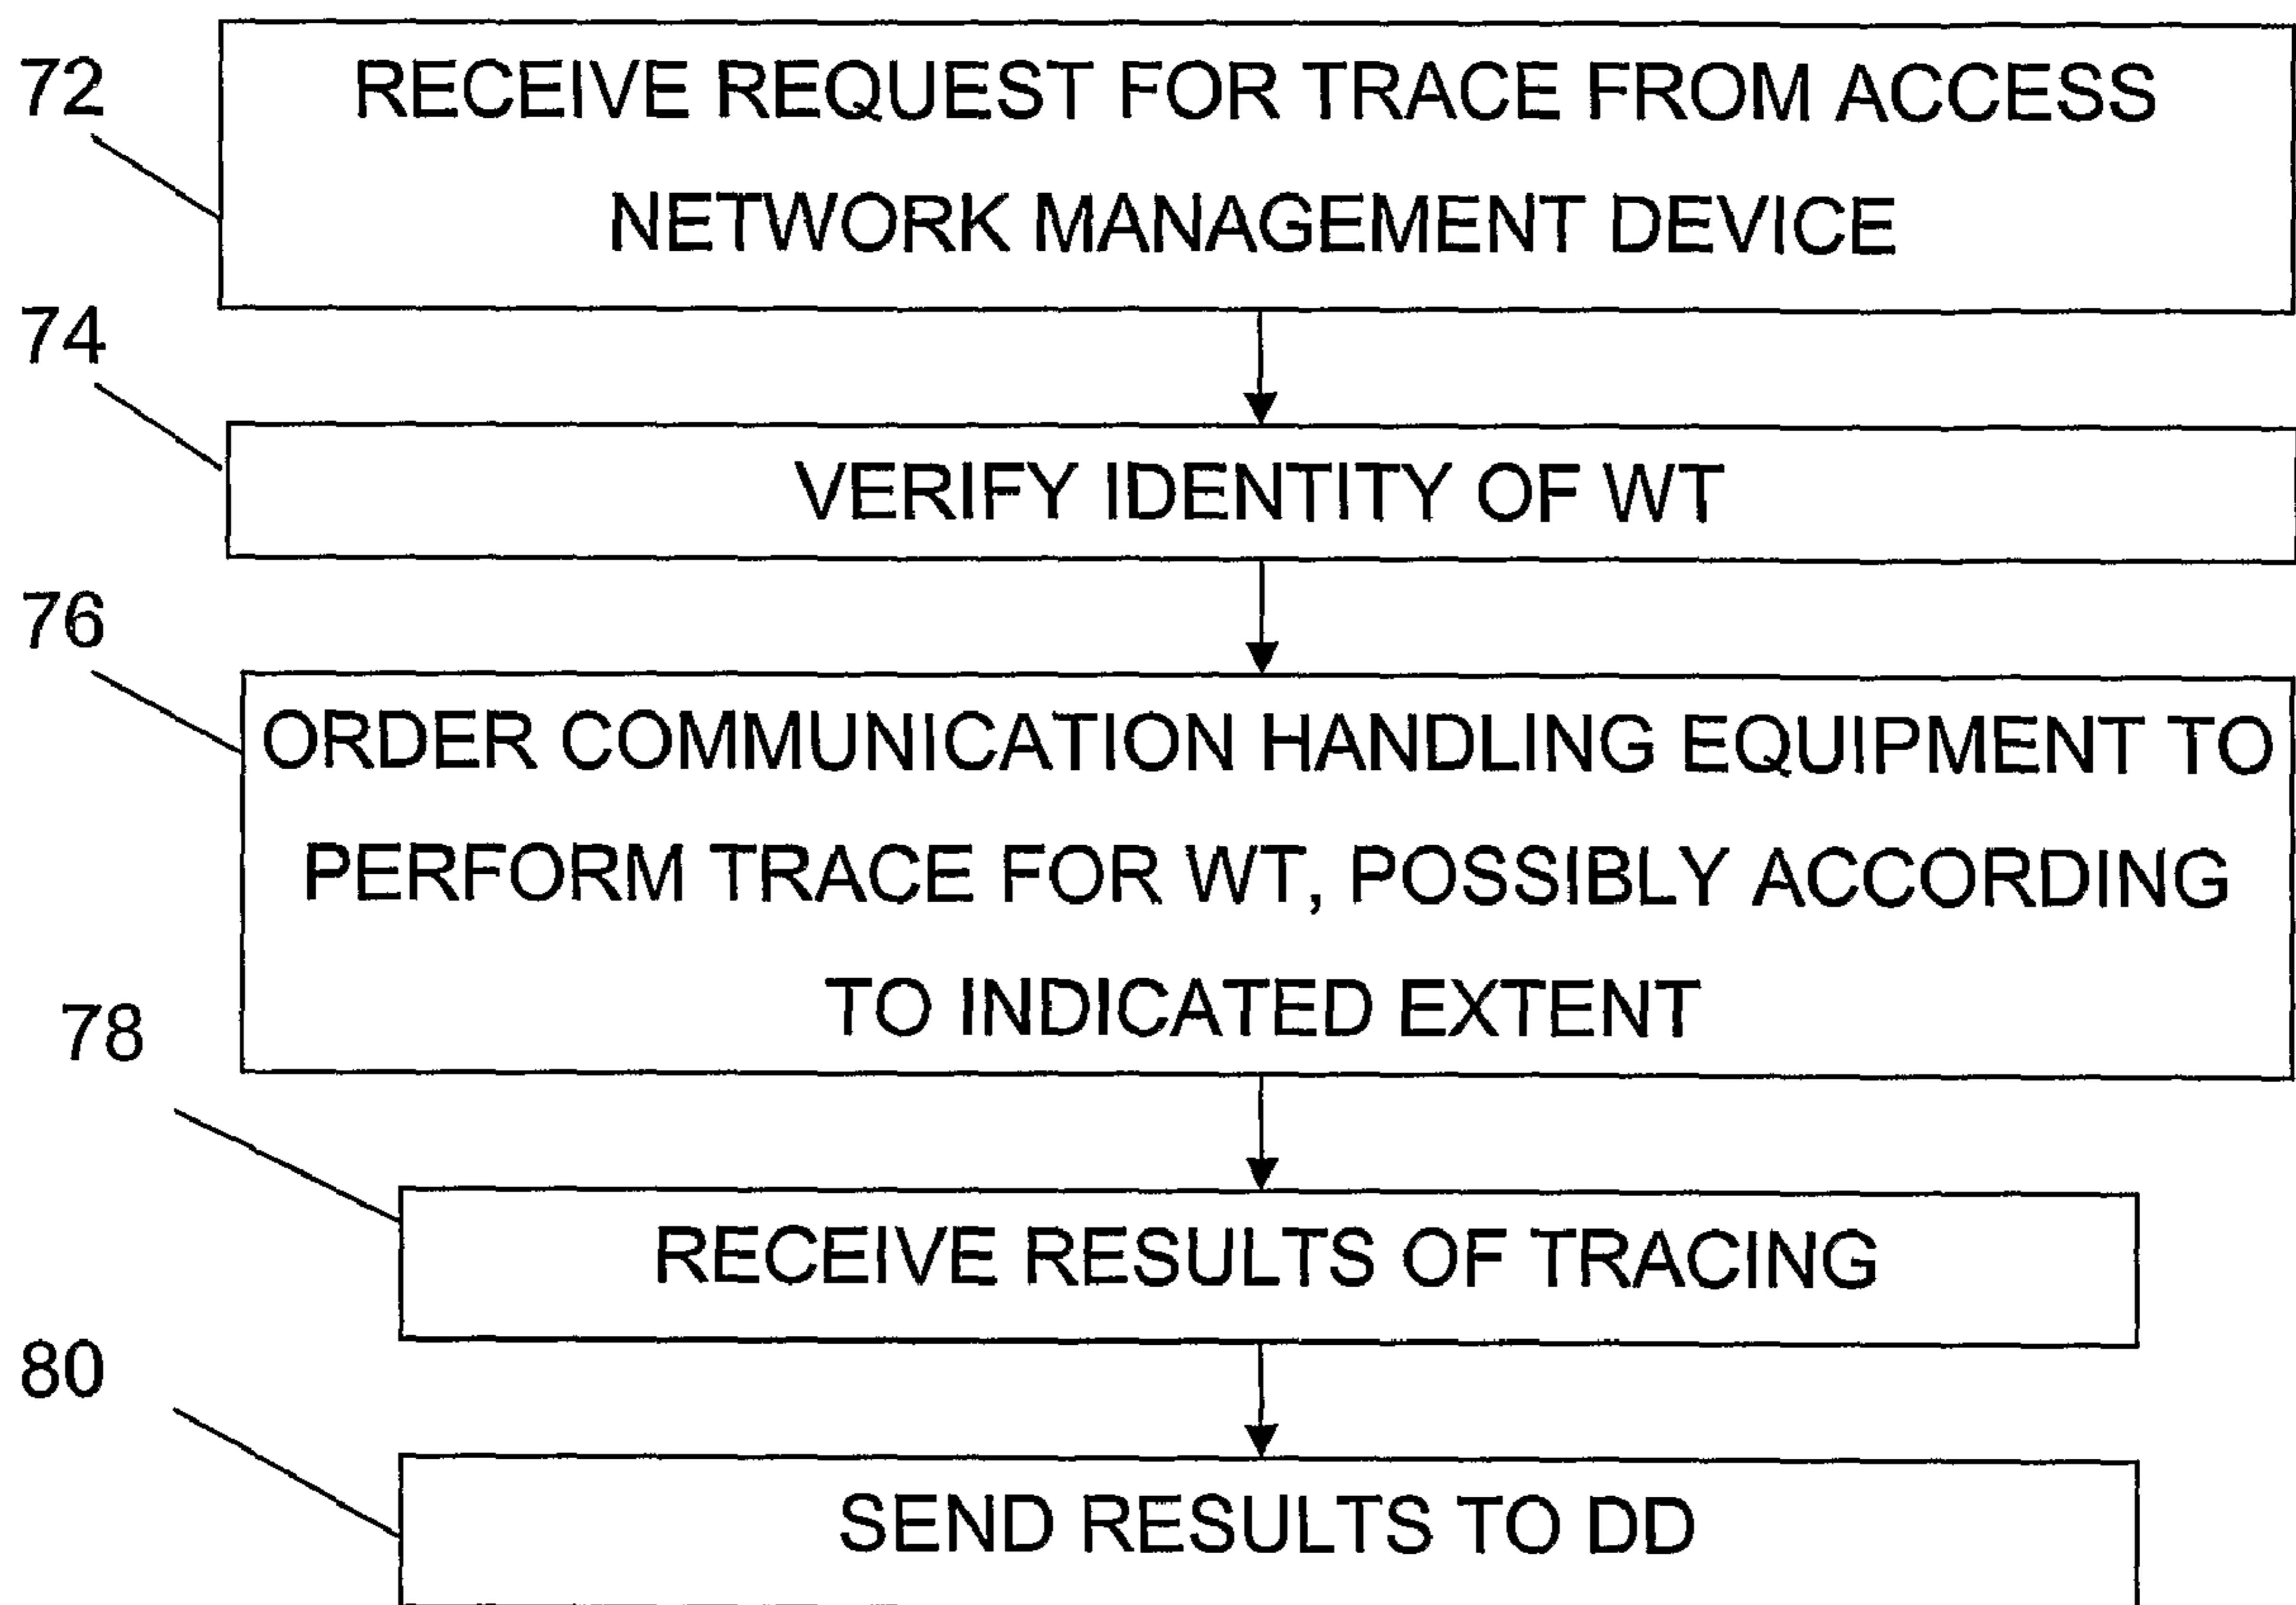 72
RECEIVE REQUEST FOR TRACE FROM ACCESS
NETWORK MANAGEMENT DEVICE
74
VERIFY IDENTITY OF WT
76
ORDER COMMUNICATION HANDLING EQUIPMENT TO
PERFORM TRACE FOR WT, POSSIBLY ACCORDING
TO INDICATED EXTENT
78
RECEIVE RESULTS OF TRACING
80
SEND RESULTS TO DD